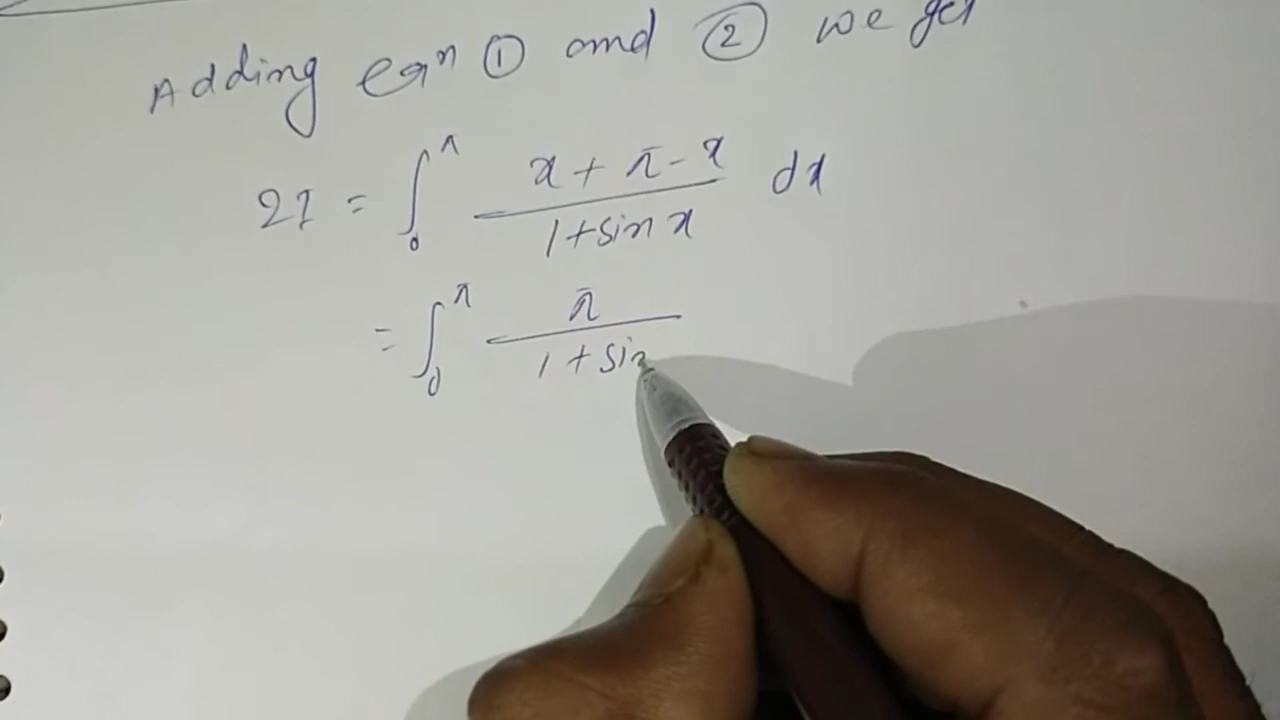 Adding eqn ① and ② we get
2I = ∫₀^π (x + π - x)/(1 + sin x) dx
= ∫₀^π π/(1 + sin